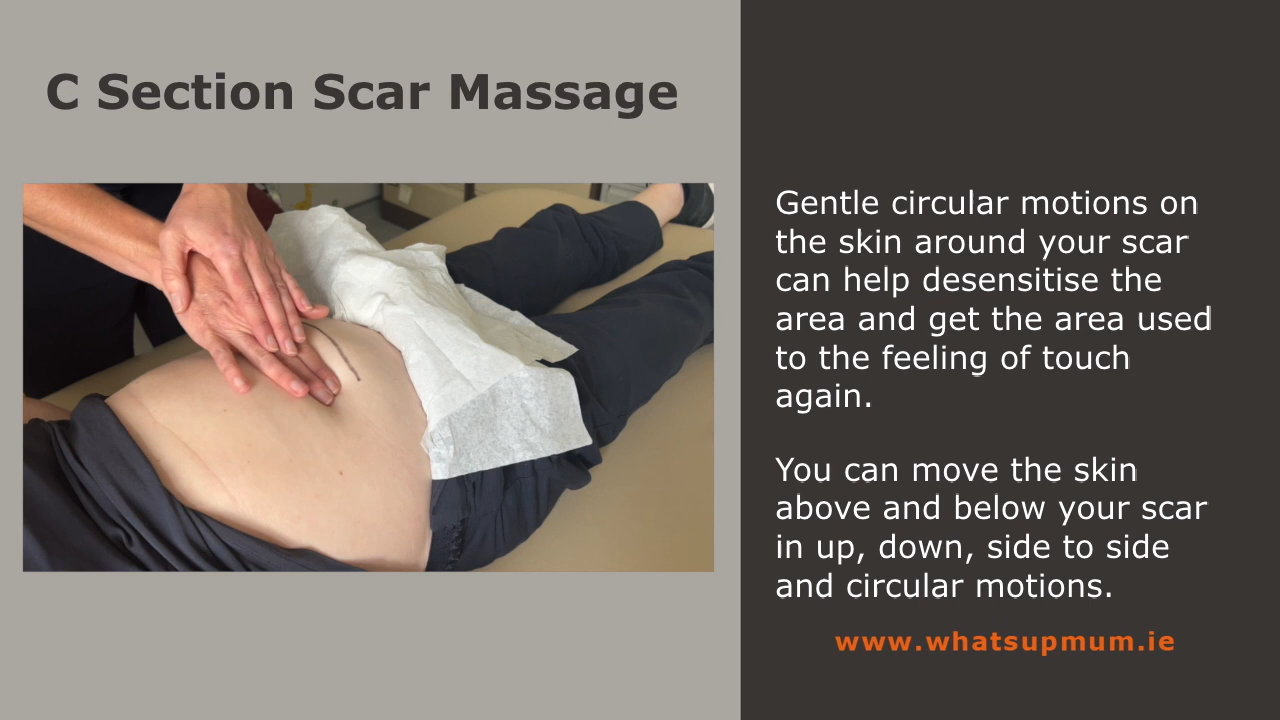 C Section Scar Massage
Gentle circular motions on
the skin around your scar
can help desensitise the
area and get the area used
to the feeling of touch
again.
You can move the skin
above and below your scar
in up, down, side to side
and circular motions.
www.whatsupmum.ie